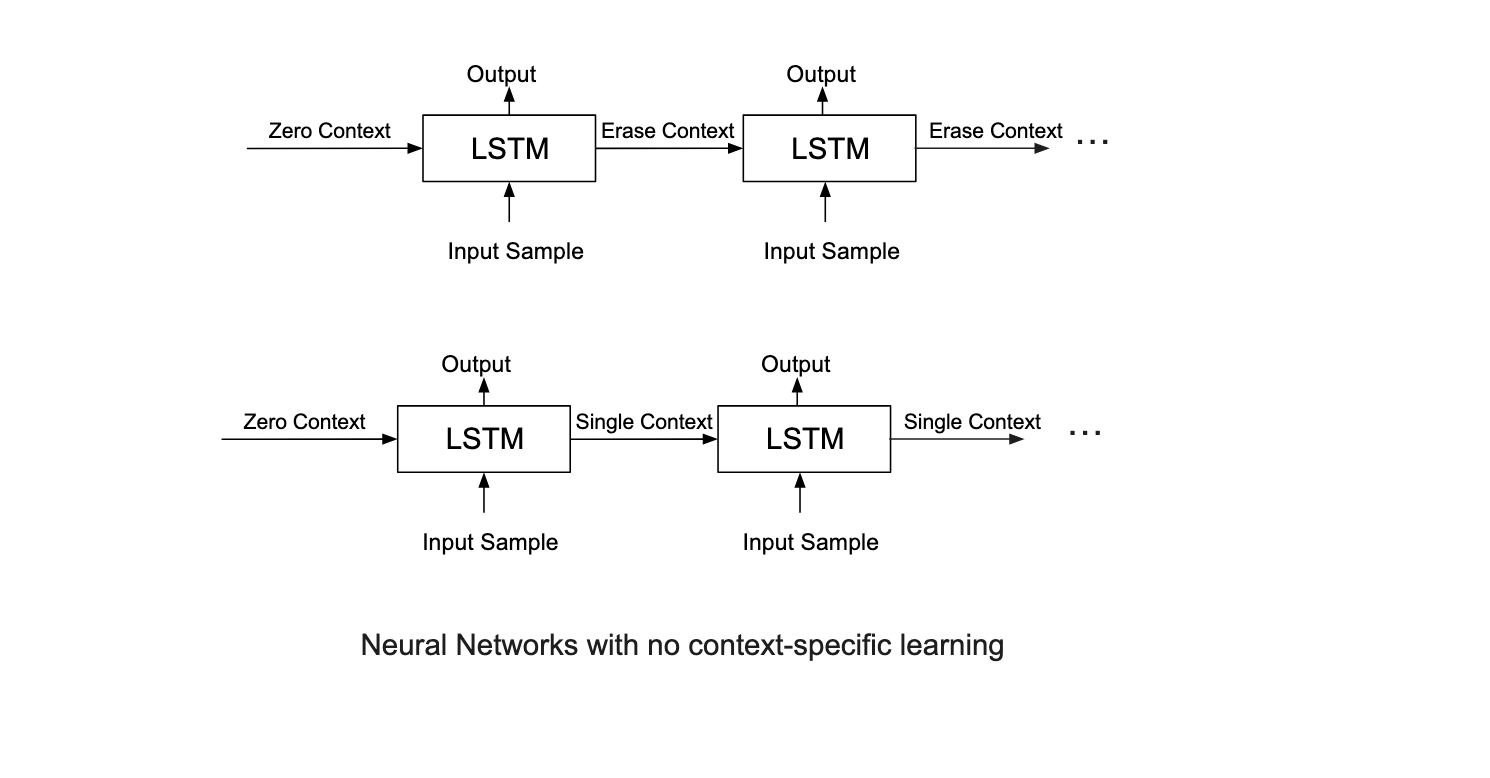 Output
Output
Zero Context
LSTM
Erase Context
LSTM
Erase Context
...
Input Sample
Input Sample
Output
Output
Zero Context
LSTM
Single Context
LSTM
Single Context
...
Input Sample
Input Sample
Neural Networks with no context-specific learning